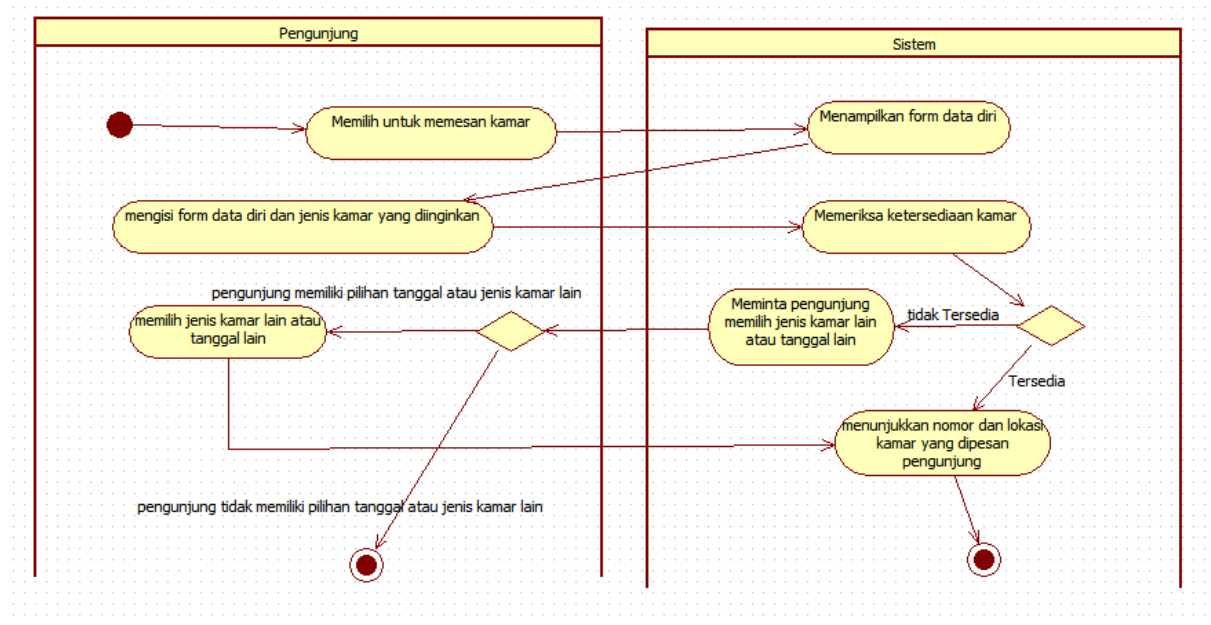 Pengunjung
Sistem
Memilih untuk memesan kamar
Menampilkan form data diri
mengisi form data diri dan jenis kamar yang diinginkan
Memeriksa ketersediaan kamar
pengunjung memiliki pilihan tanggal atau jenis kamar lain
memilih jenis kamar lain atau
tanggal lain
Meminta pengunjung
memilih jenis kamar lain
atau tanggal lain
tidak Tersedia
Tersedia
menunjukkan nomor dan lokasi
kamar yang dipesan
pengunjung
pengunjung tidak memiliki pilihan tanggal atau jenis kamar lain